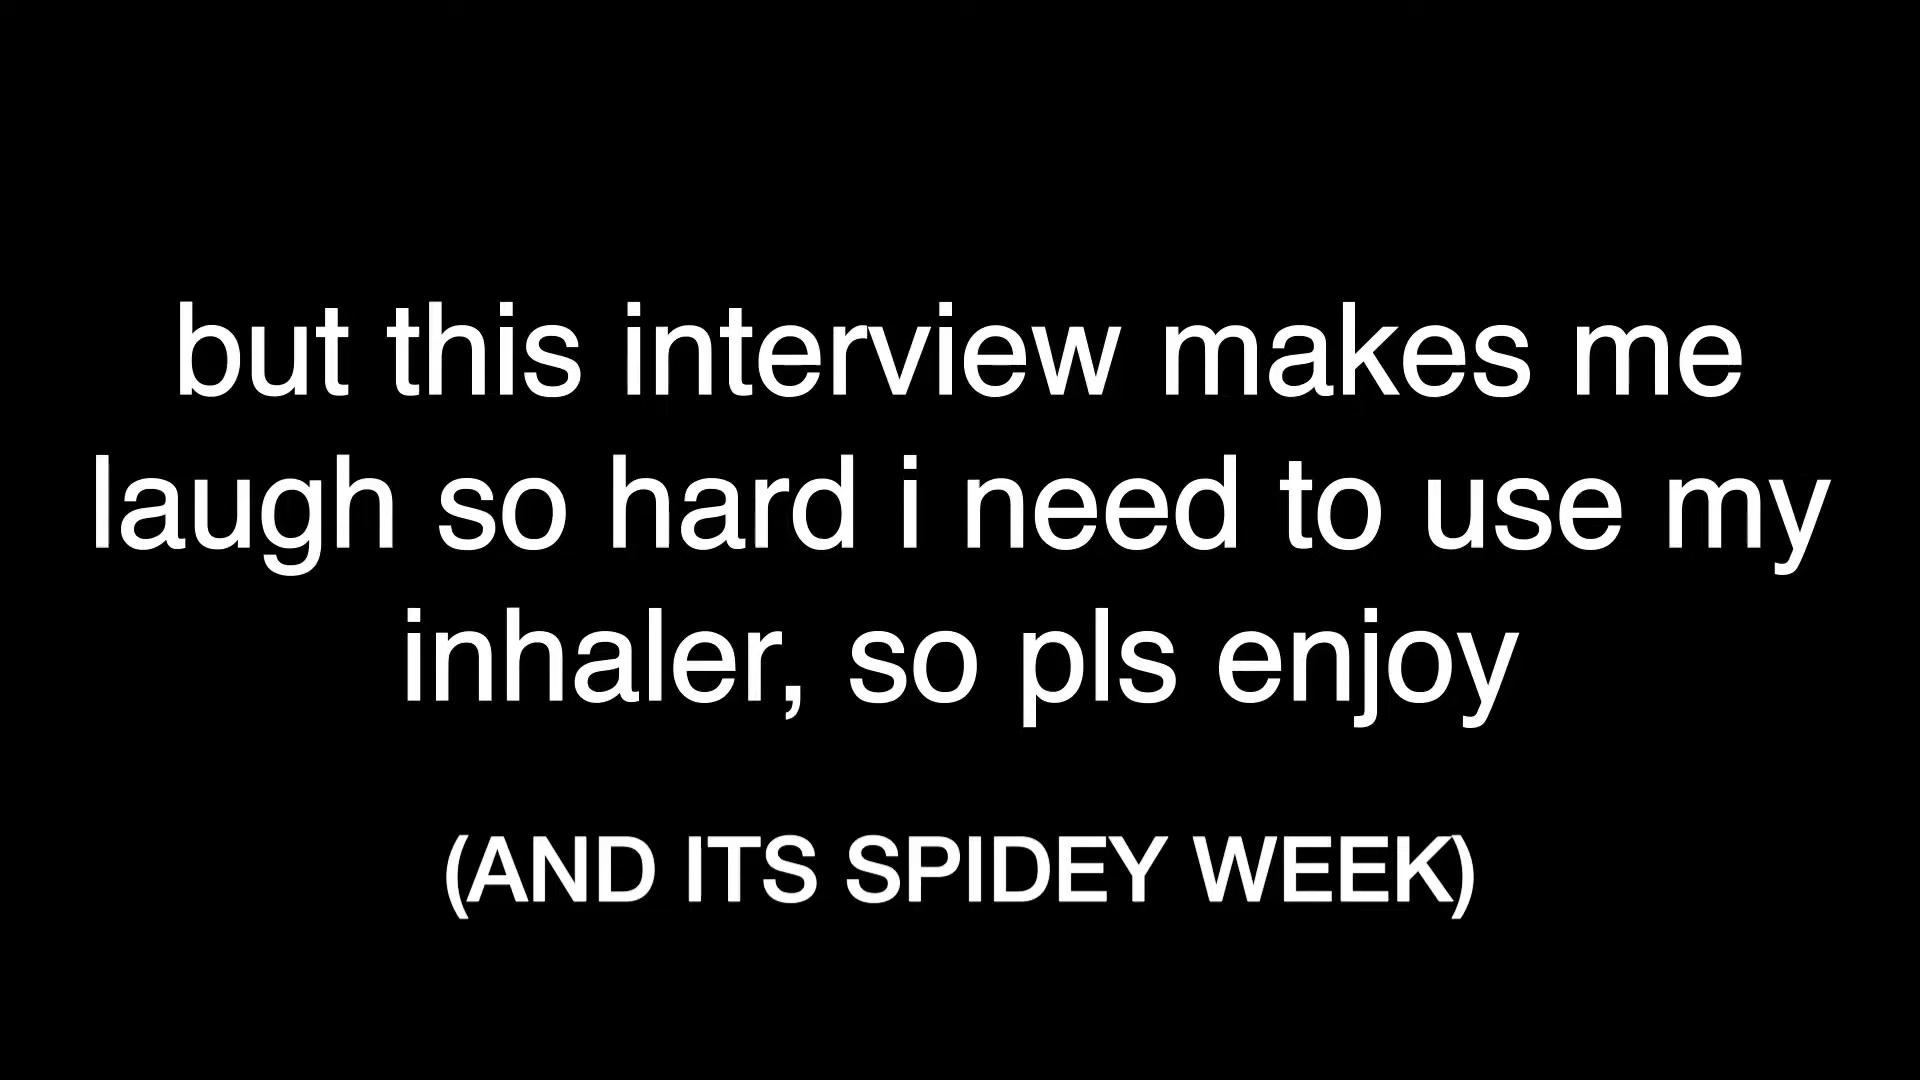 but this interview makes me
laugh so hard i need to use my
inhaler, so pls enjoy
(AND ITS SPIDEY WEEK)